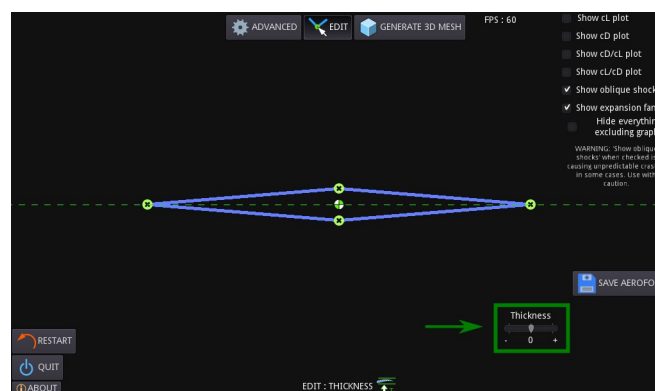 ADVANCED
EDIT
GENERATE 3D MESH
FPS : 60
Show cL plot
Show cD plot
Show cD/cL plot
Show cL/cD plot
Show oblique shock
Show expansion fan
Hide everythin
excluding grap
WARNING: 'Show oblique
shocks' when checked is
causing unpredictable cras
in some cases. Use with
caution.
SAVE AEROFO
Thickness
- 0 +
RESTART
QUIT
ABOUT
EDIT : THICKNESS